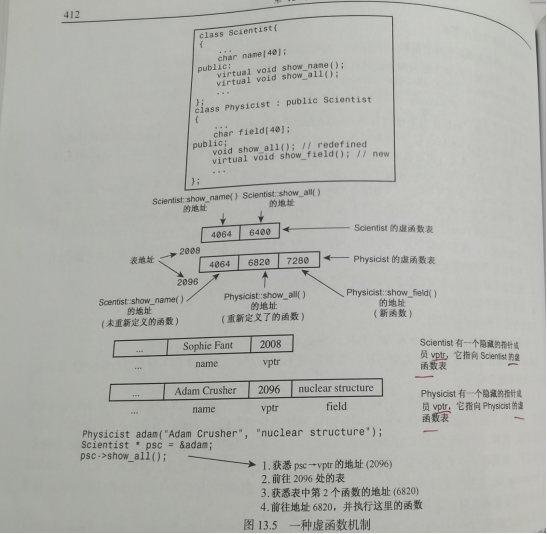 412
class Scientist{
{
...
char name[40];
public:
virtual void show_name();
virtual void show_all();
...
};
class Physicist : public Scientist
{
...
char field[40];
public:
void show_all(); // redefined
virtual void show_field(); // new
...
};
Scientist::show_name() Scientist::show_all()
的地址 的地址
4064 6400 Scientist 的虚函数表
表地址 2008
4064 6820 7280 Physicist 的虚函数表
2096
Scentist::show_name() Physicist::show_all() Physicist::show_field()
的地址 的地址 的地址
(未重新定义的函数) (重新定义了的函数) (新函数)
... Sophie Fant 2008
... name vptr
Scientist 有一个隐藏的指针成
员 vptr，它指向 Scientist 的虚
函数表
... Adam Crusher 2096 nuclear structure
... name vptr field
Physicist 有一个隐藏的指针成
员 vptr，它指向 Physicist 的虚
函数表
Physicist adam("Adam Crusher", "nuclear structure");
Scientist * psc = &adam;
psc->show_all();
1. 获悉 psc→vptr 的地址 (2096)
2. 前往 2096 处的表
3. 获悉表中第 2 个函数的地址 (6820)
4. 前往地址 6820，并执行这里的函数
图 13.5 一种虚函数机制